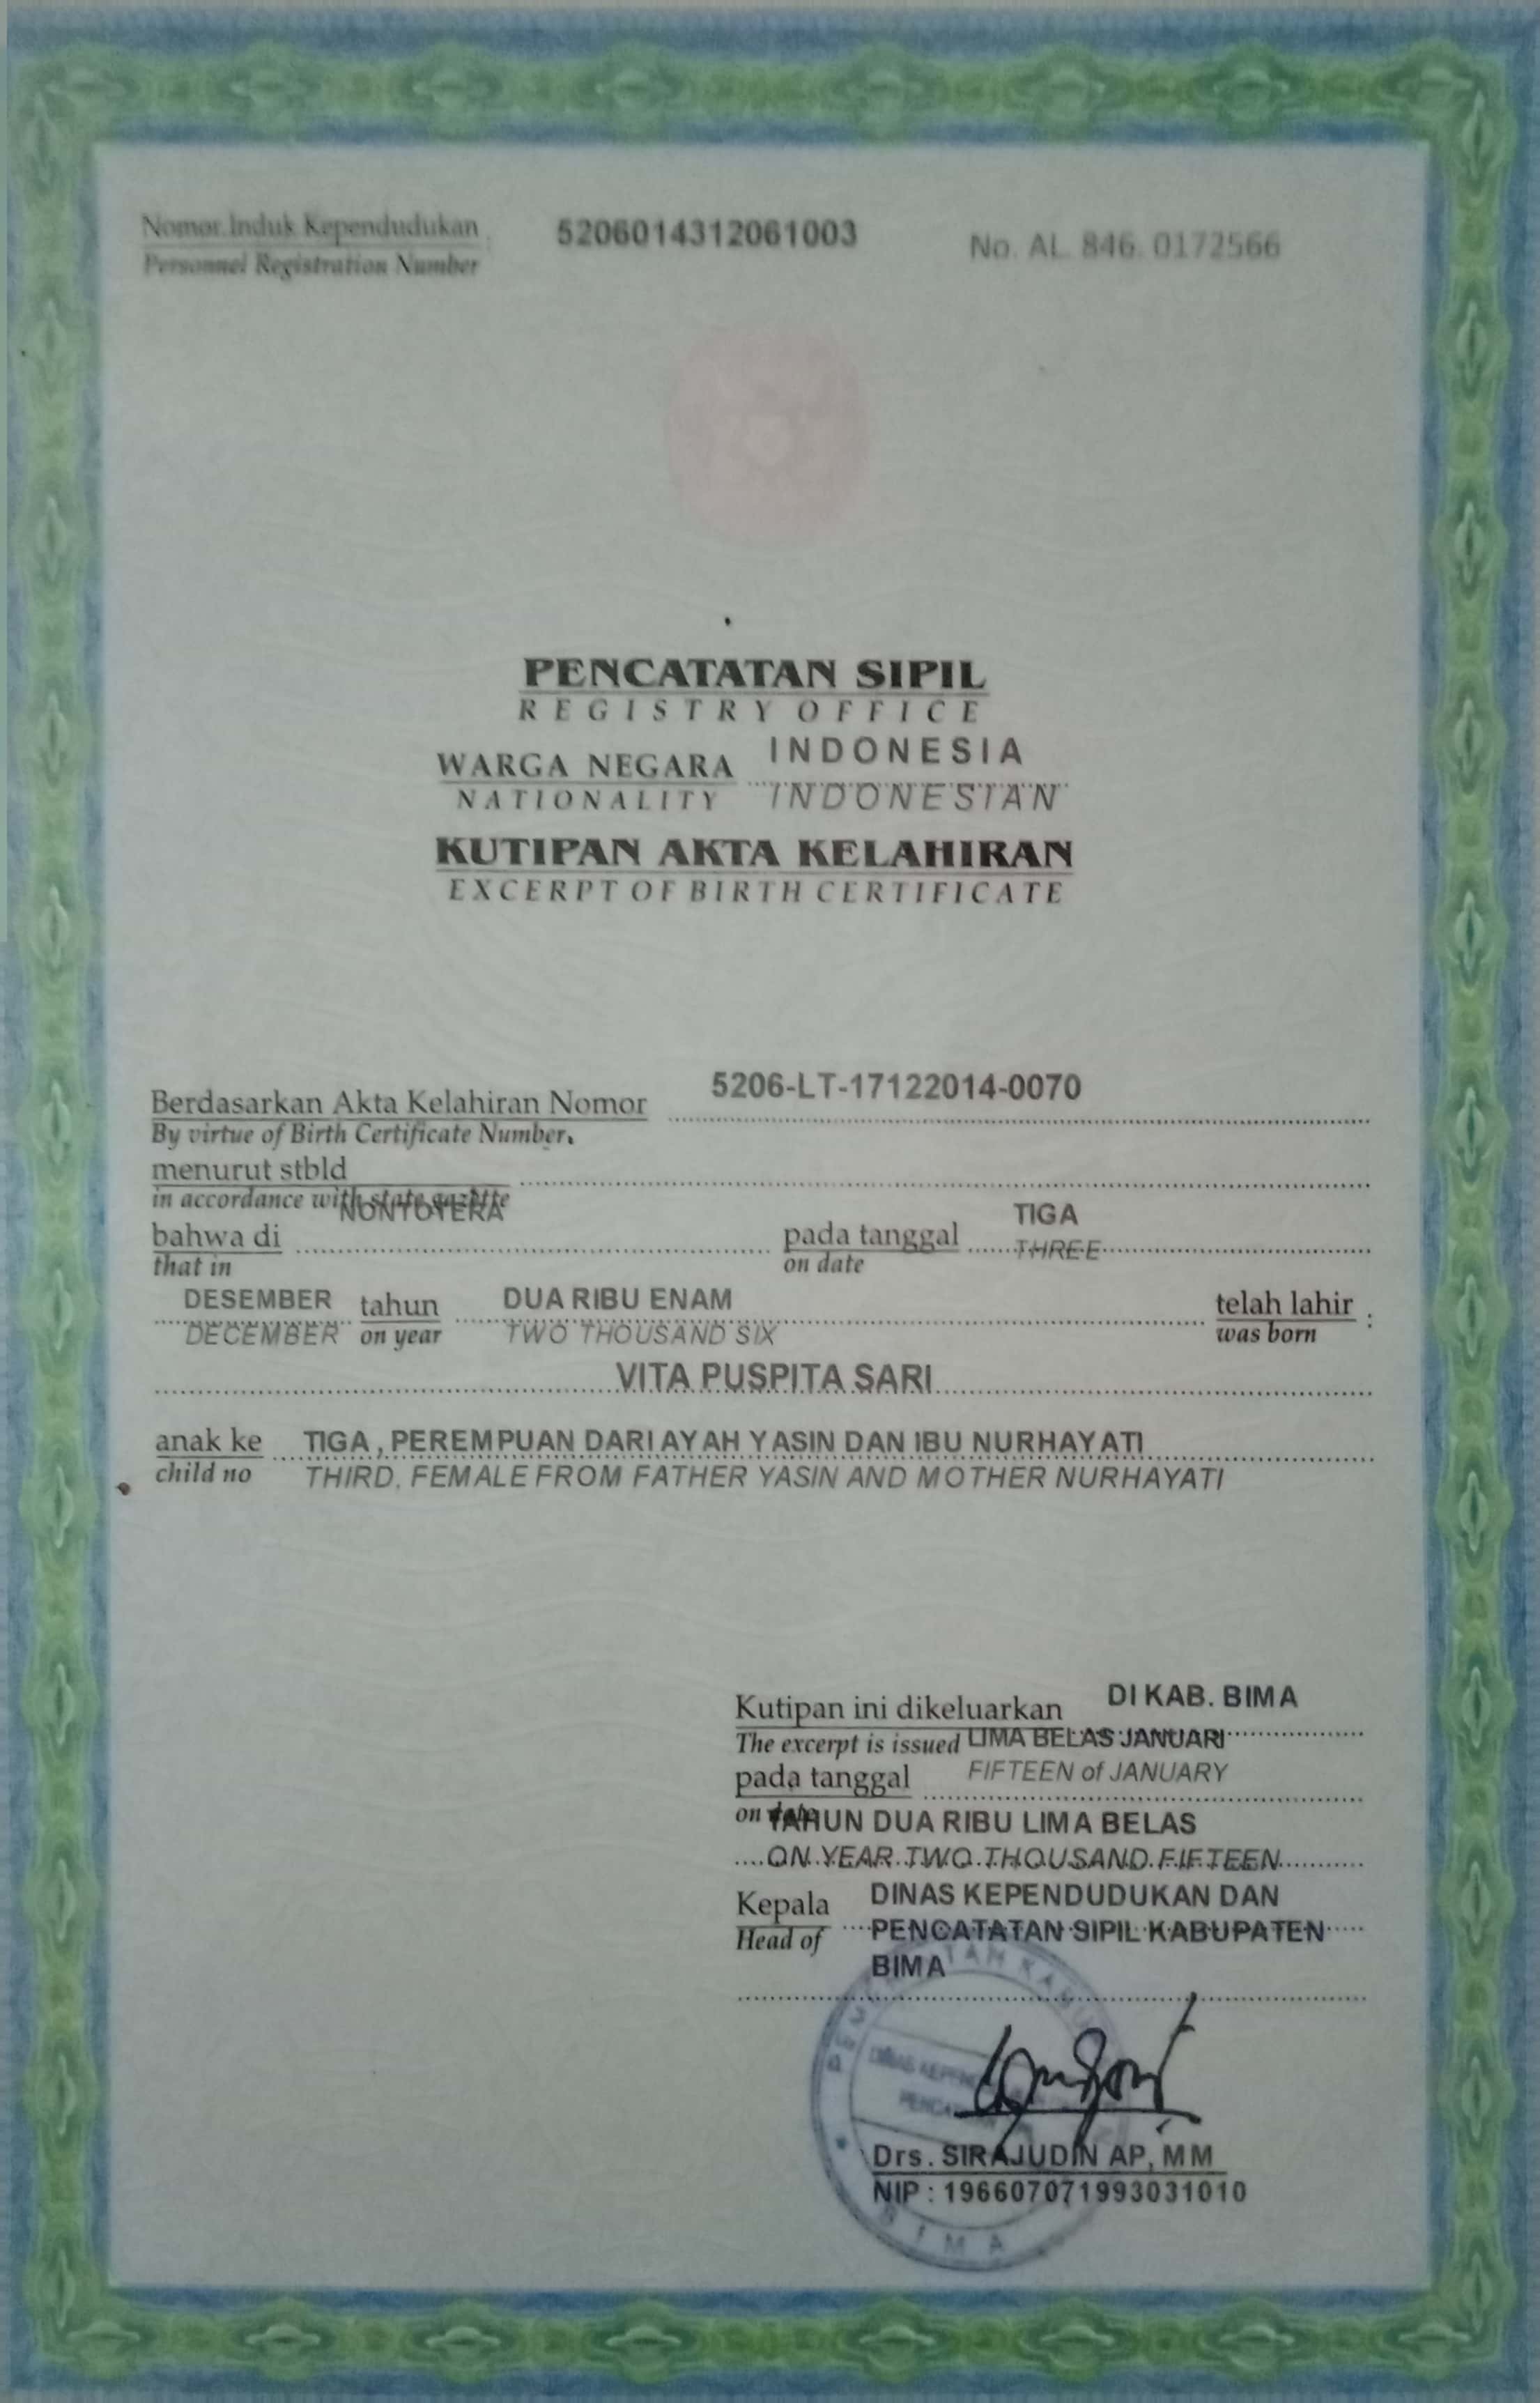 Nomor Induk Kependudukan 5206014312061003 No. AL. 846. 0172566
Personnel Registration Number
PENCATATAN SIPIL
REGISTRY OFFICE
WARGA NEGARA INDONESIA
NATIONALITY INDONESIAN
KUTIPAN AKTA KELAHIRAN
EXCERPT OF BIRTH CERTIFICATE
Berdasarkan Akta Kelahiran Nomor 5206-LT-17122014-0070
By virtue of Birth Certificate Number.
menurut stbld
in accordance with state gazette
NONTOTERA TIGA
bahwa di pada tanggal THREE
that in on date
DESEMBER tahun DUA RIBU ENAM telah lahir :
DECEMBER on year TWO THOUSAND SIX was born
VITA PUSPITA SARI
anak ke TIGA, PEREMPUAN DARI AYAH YASIN DAN IBU NURHAYATI
child no THIRD, FEMALE FROM FATHER YASIN AND MOTHER NURHAYATI
Kutipan ini dikeluarkan DI KAB. BIMA
The excerpt is issued LIMA BELAS JANUARI
pada tanggal FIFTEEN of JANUARY
on date TAHUN DUA RIBU LIMA BELAS
ON YEAR TWO THOUSAND FIFTEEN
Kepala DINAS KEPENDUDUKAN DAN
Head of PENCATATAN SIPIL KABUPATEN
BIMA
Drs. SIRAJUDIN AP, MM
NIP : 196607071993031010
BIMA